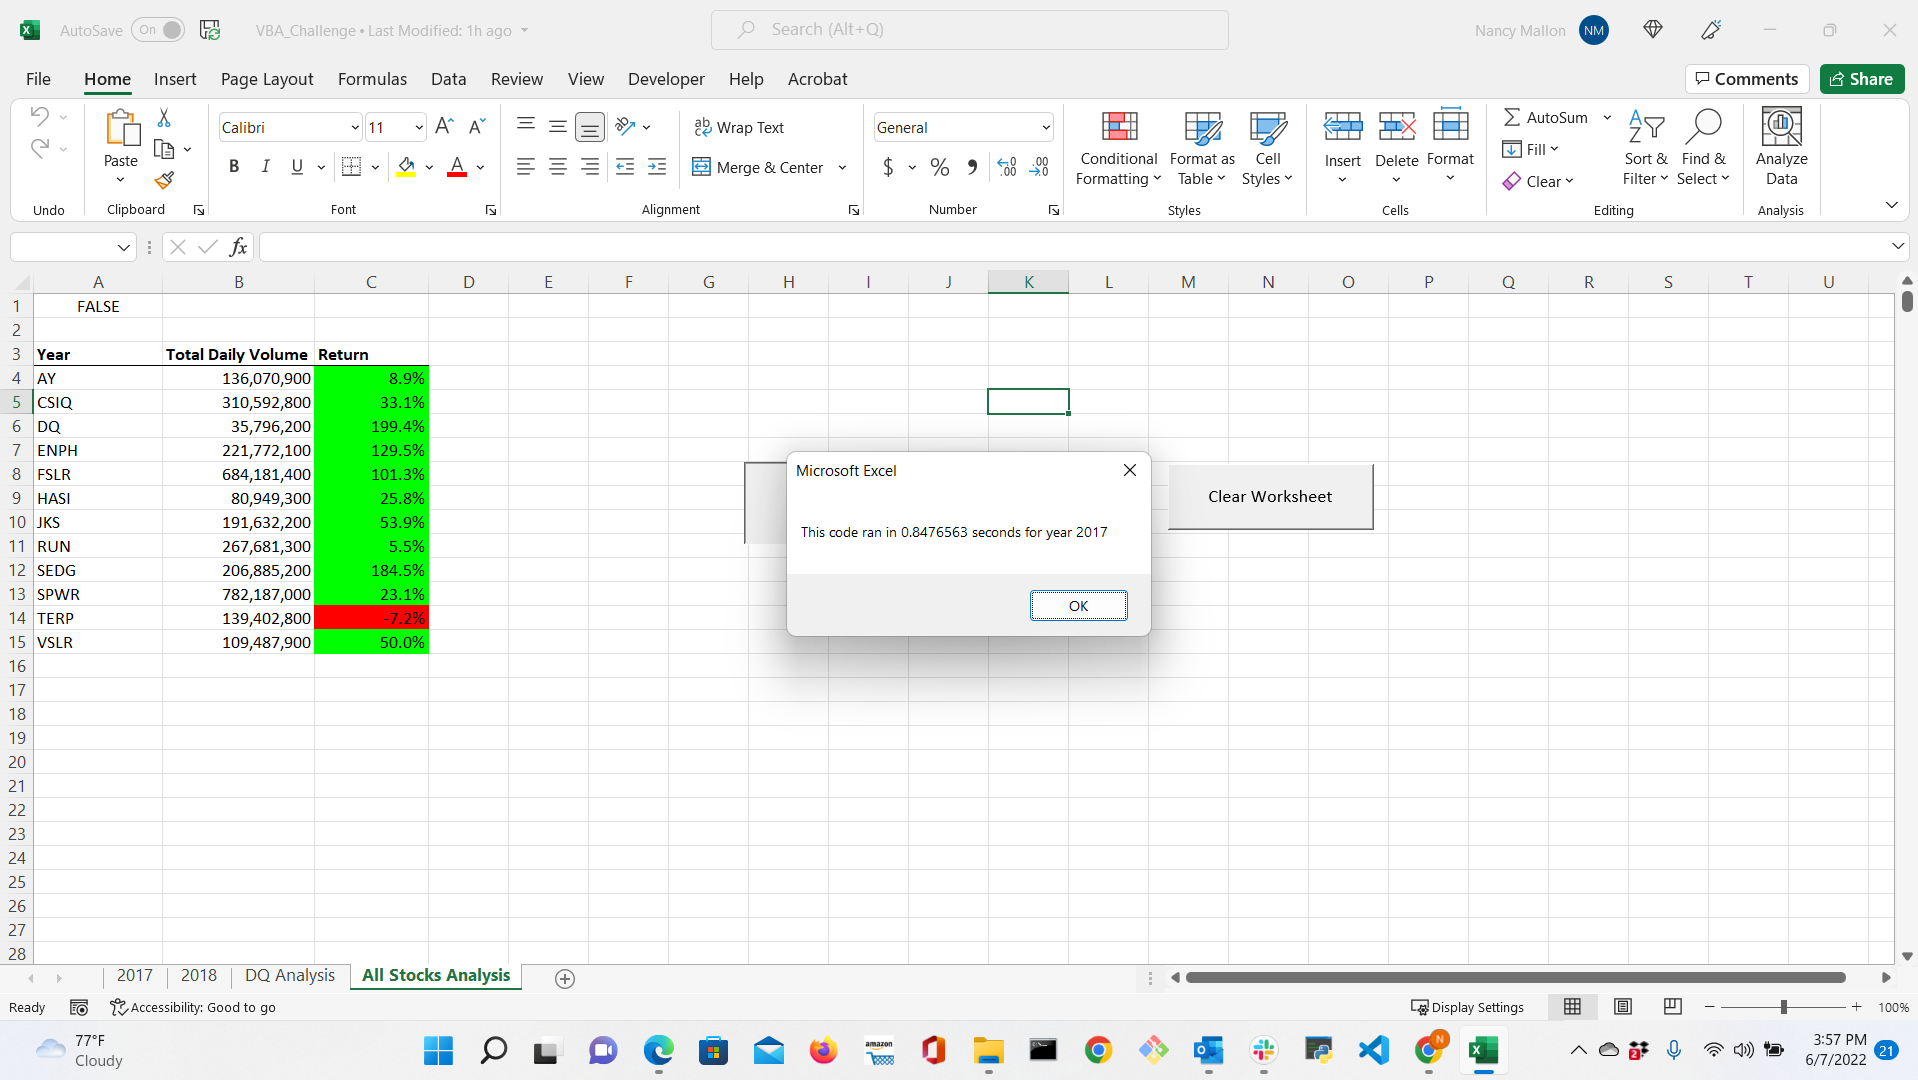 AutoSave On VBA_Challenge • Last Modified: 1h ago Search (Alt+Q) Nancy Mallon NM
File Home Insert Page Layout Formulas Data Review View Developer Help Acrobat Comments Share
Calibri 11 Wrap Text General AutoSum
Paste Conditional Formatting Format as Table Cell Styles Insert Delete Format Fill Sort & Filter Find & Select Analyze Data
B I U A Merge & Center $ % Clear
Undo Clipboard Font Alignment Number Styles Cells Editing Analysis
fx
A B C D E F G H I J K L M N O P Q R S T U
1 FALSE
2
3 Year Total Daily Volume Return
4 AY 136,070,900 8.9%
5 CSIQ 310,592,800 33.1%
6 DQ 35,796,200 199.4%
7 ENPH 221,772,100 129.5%
8 FSLR 684,181,400 101.3%
9 HASI 80,949,300 25.8%
10 JKS 191,632,200 53.9%
11 RUN 267,681,300 5.5%
12 SEDG 206,885,200 184.5%
13 SPWR 782,187,000 23.1%
14 TERP 139,402,800 -7.2%
15 VSLR 109,487,900 50.0%
16
17
18
19
20
21
22
23
24
25
26
27
28
Microsoft Excel
This code ran in 0.8476563 seconds for year 2017
OK
Clear Worksheet
2017 2018 DQ Analysis All Stocks Analysis
Ready Accessibility: Good to go Display Settings 100%
77°F
Cloudy
amazon
N
2
3:57 PM
6/7/2022
21